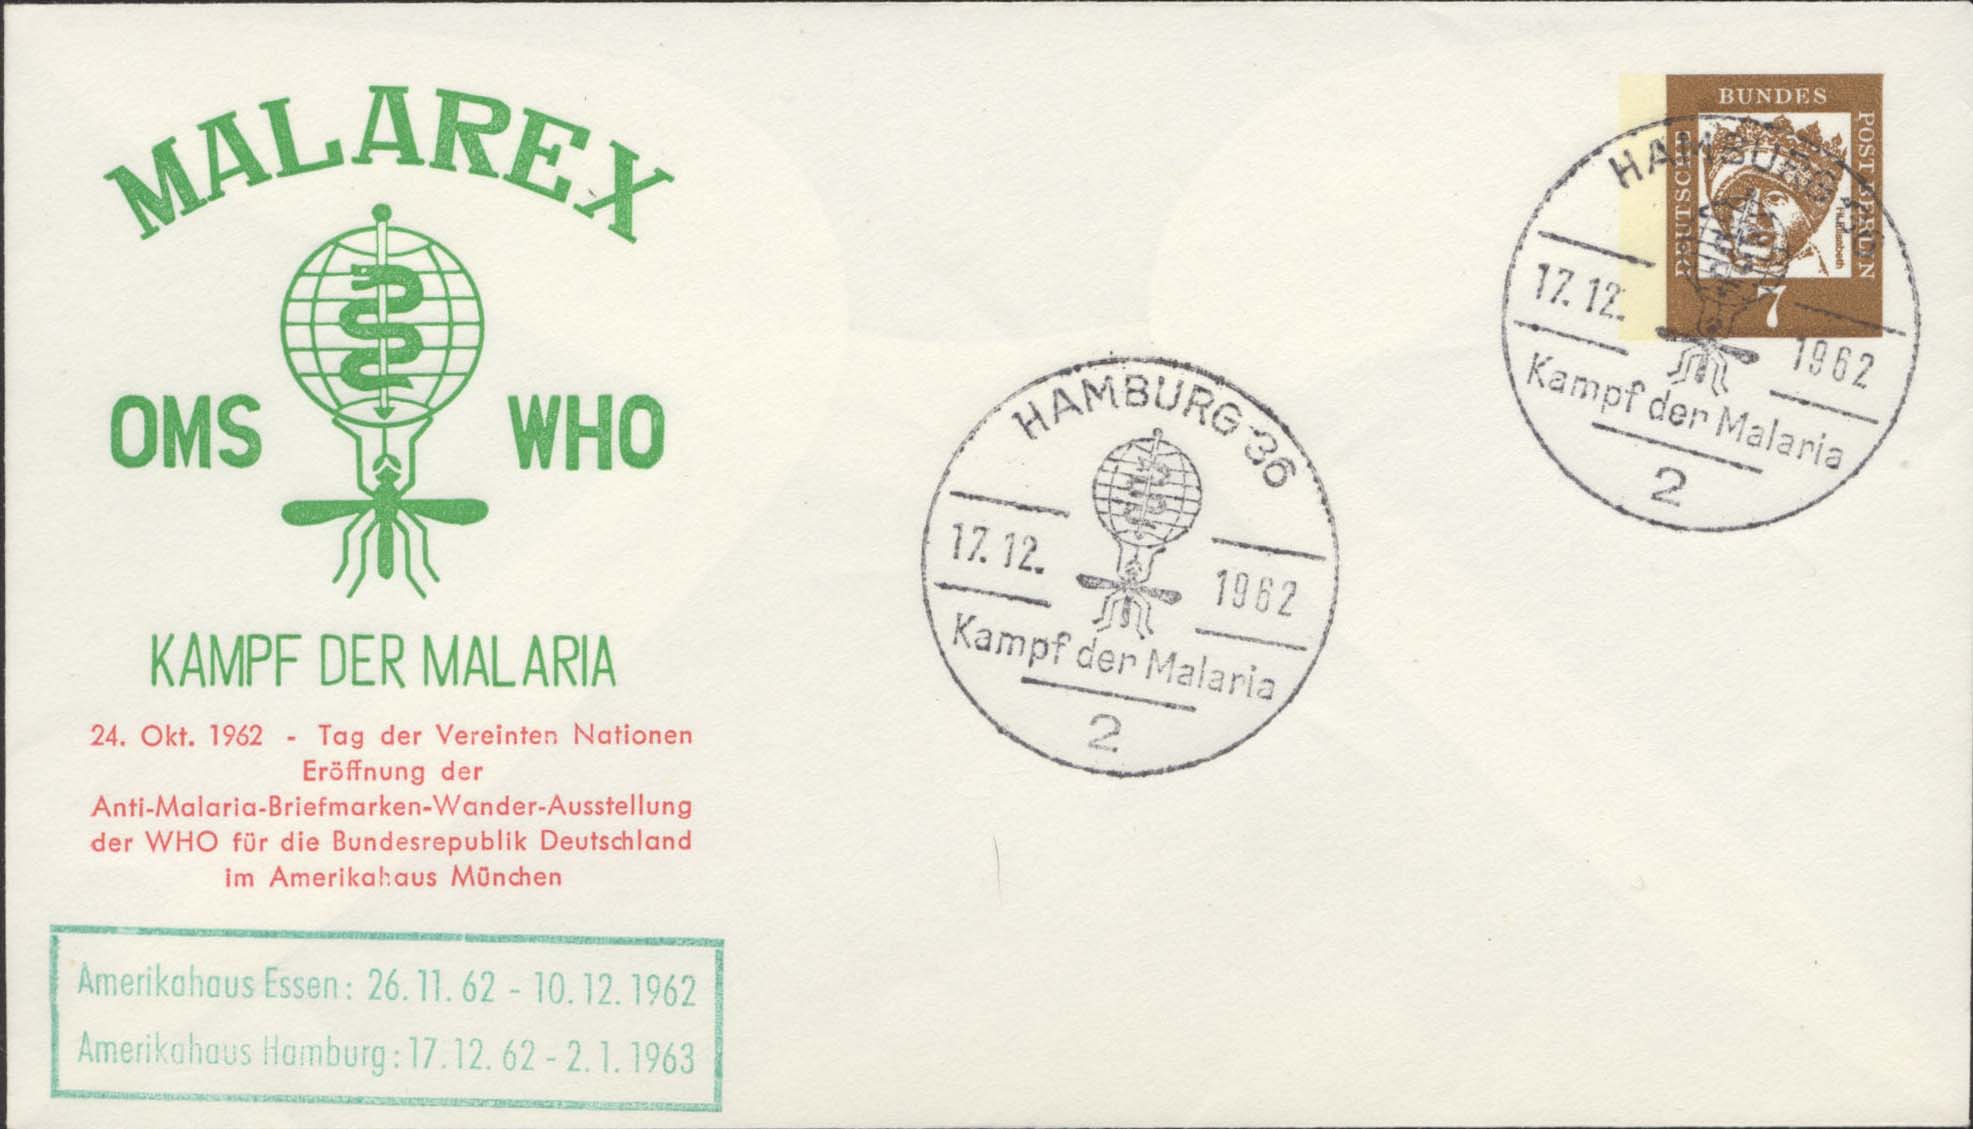 MALAREX
OMS WHO
KAMPF DER MALARIA
24. Okt. 1962 - Tag der Vereinten Nationen
Eröffnung der
Anti-Malaria-Briefmarken-Wander-Ausstellung
der WHO für die Bundesrepublik Deutschland
im Amerikahaus München
Amerikahaus Essen: 26.11.62 - 10.12.1962
Amerikahaus Hamburg: 17.12.62 - 2.1.1963
HAMBURG 36
17.12. 1962
Kampf der Malaria
2
DEUTSCHE
BUNDES
POST BERLIN
7
HAMBURG 36
17.12. 1962
Kampf der Malaria
2